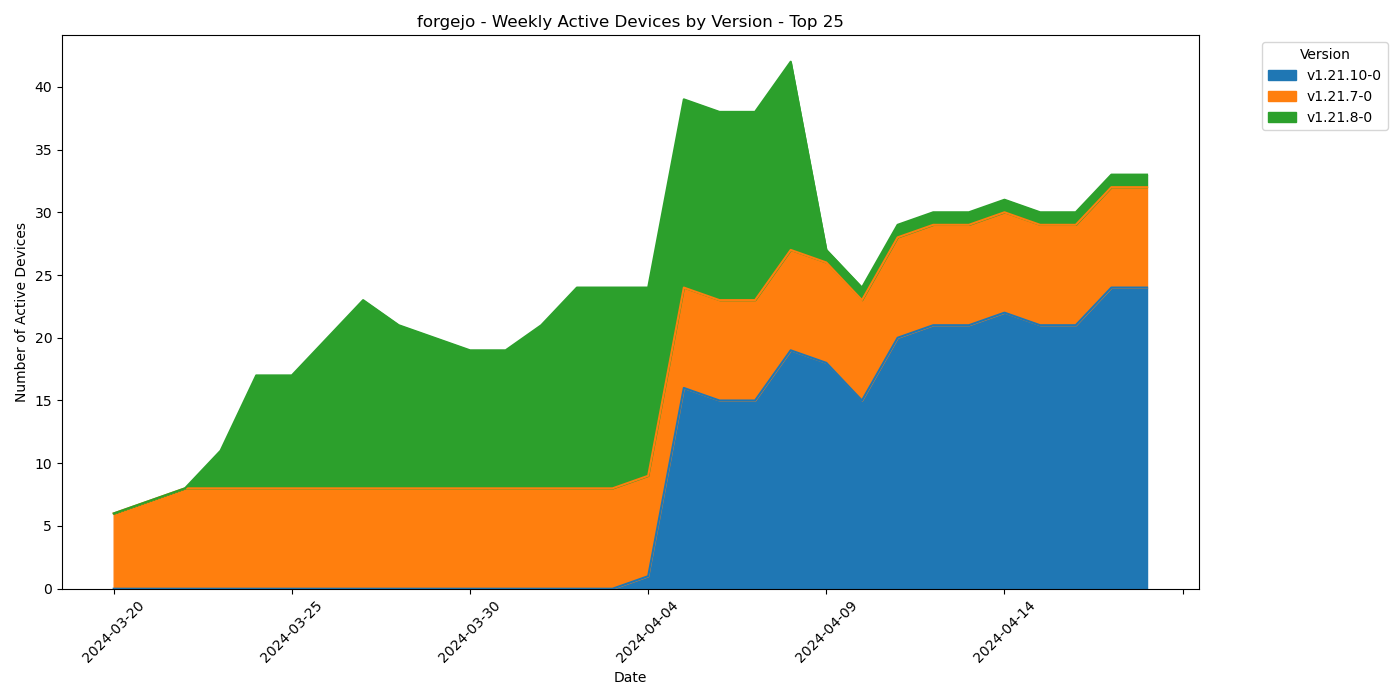 forgejo - Weekly Active Devices by Version - Top 25
Version
v1.21.10-0
v1.21.7-0
v1.21.8-0
Number of Active Devices
40
35
30
25
20
15
10
5
0
2024-03-20
2024-03-25
2024-03-30
2024-04-04
2024-04-09
2024-04-14
Date